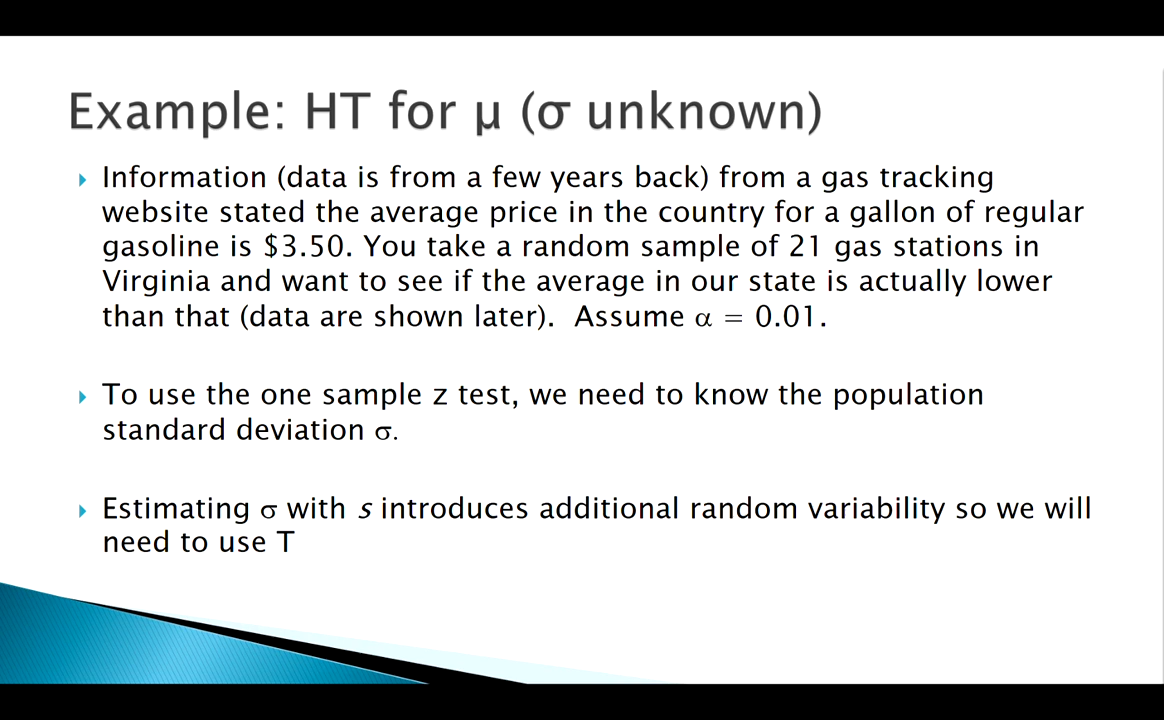 Example: HT for μ (σ unknown)
Information (data is from a few years back) from a gas tracking
website stated the average price in the country for a gallon of regular
gasoline is $3.50. You take a random sample of 21 gas stations in
Virginia and want to see if the average in our state is actually lower
than that (data are shown later). Assume α = 0.01.
To use the one sample z test, we need to know the population
standard deviation σ.
Estimating σ with s introduces additional random variability so we will
need to use T